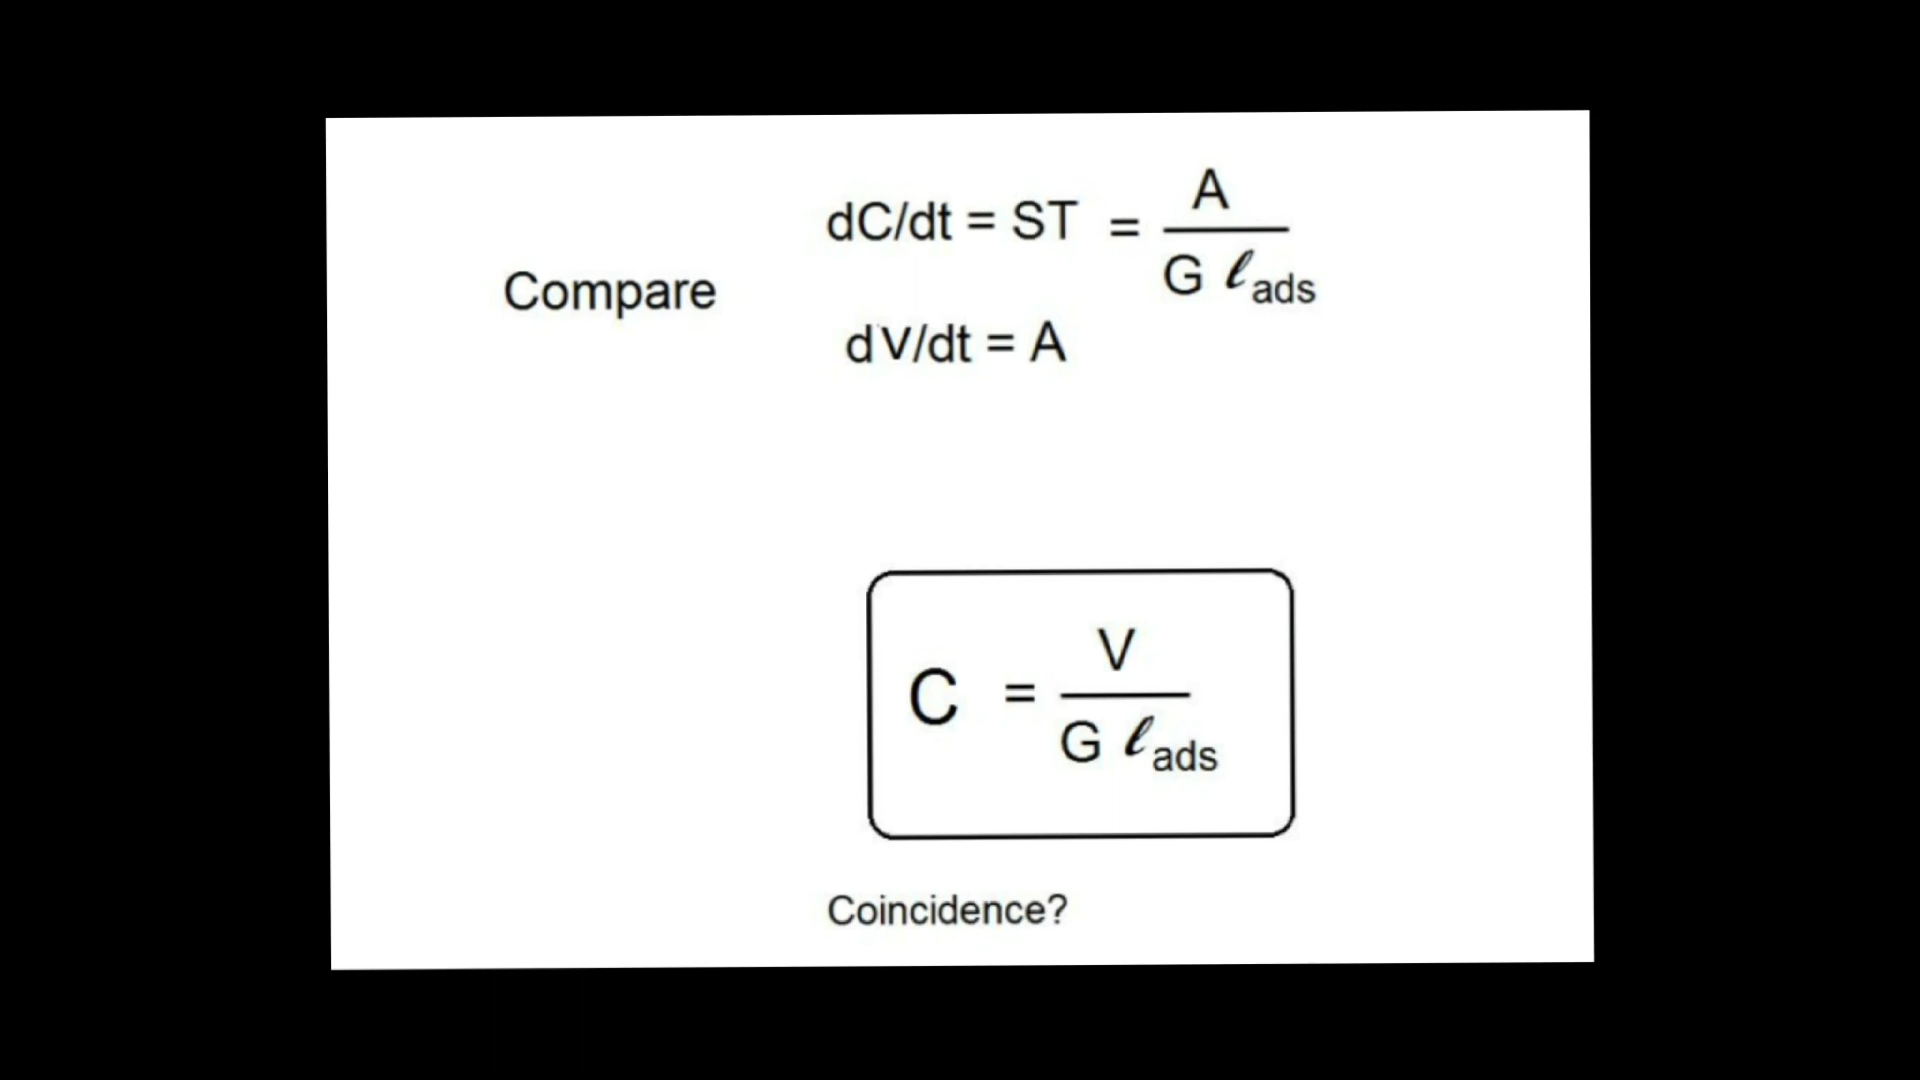 Compare
dC/dt = ST = A / G ℓads
dV/dt = A
C = V / G ℓads
Coincidence?